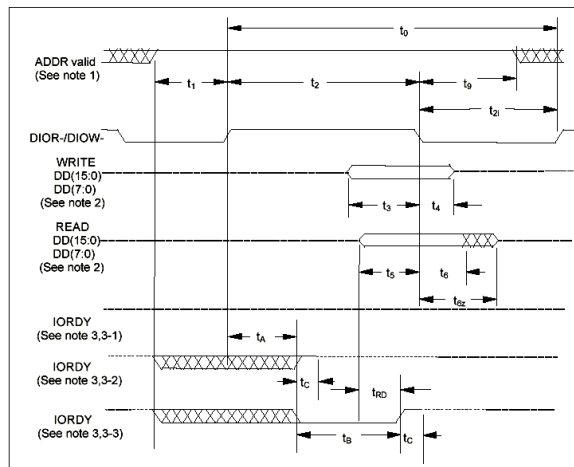 t0
ADDR valid
(See note 1)
t1
t2
t9
t2i
DIOR-/DIOW-
WRITE
DD(15:0)
DD(7:0)
(See note 2)
t3
t4
READ
DD(15:0)
DD(7:0)
(See note 2)
t5
t6
t6z
IORDY
(See note 3,3-1)
tA
IORDY
(See note 3,3-2)
tC
tRD
IORDY
(See note 3,3-3)
tB
tC